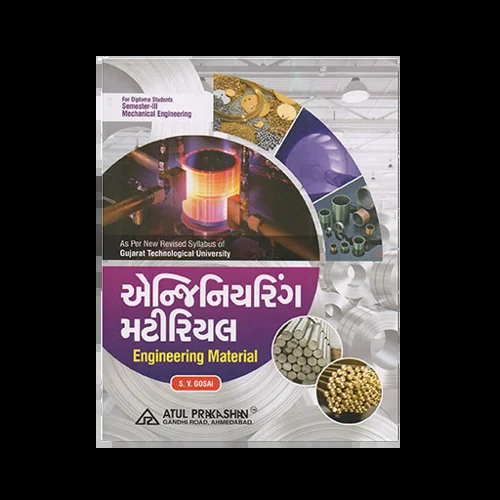 For Diploma Students
Semester-III
Mechanical Engineering
As Per New Revised Syllabus of
Gujarat Technological University
એન્જિનિયરિંગ
મટીરિયલ
Engineering Material
S. V. GOSAI
ATUL PRAKASHAN
GANDHI ROAD, AHMEDABAD.